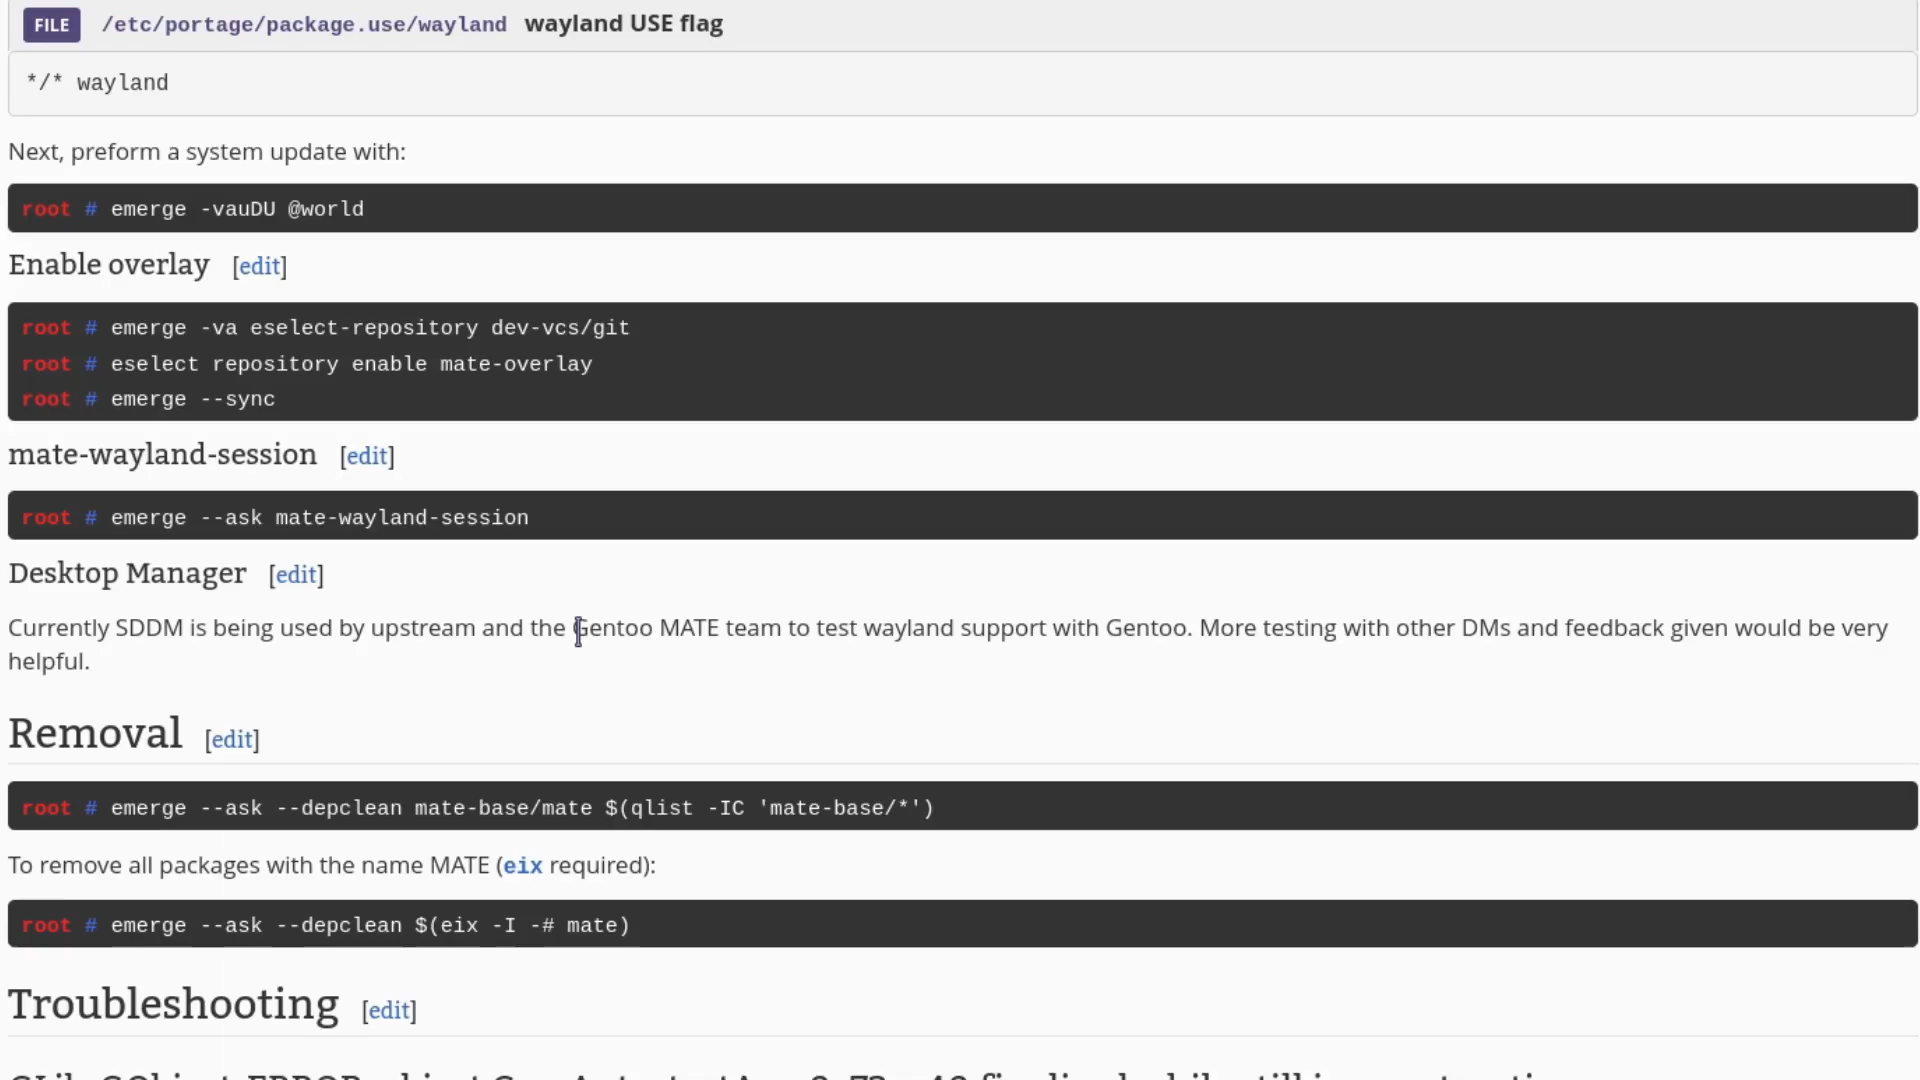 FILE /etc/portage/package.use/wayland wayland USE flag
*/* wayland
Next, preform a system update with:
root # emerge -vauDU @world
Enable overlay [edit]
root # emerge -va eselect-repository dev-vcs/git
root # eselect repository enable mate-overlay
root # emerge --sync
mate-wayland-session [edit]
root # emerge --ask mate-wayland-session
Desktop Manager [edit]
Currently SDDM is being used by upstream and the Gentoo MATE team to test wayland support with Gentoo. More testing with other DMs and feedback given would be very
helpful.
Removal [edit]
root # emerge --ask --depclean mate-base/mate $(qlist -IC 'mate-base/*')
To remove all packages with the name MATE (eix required):
root # emerge --ask --depclean $(eix -I -# mate)
Troubleshooting [edit]